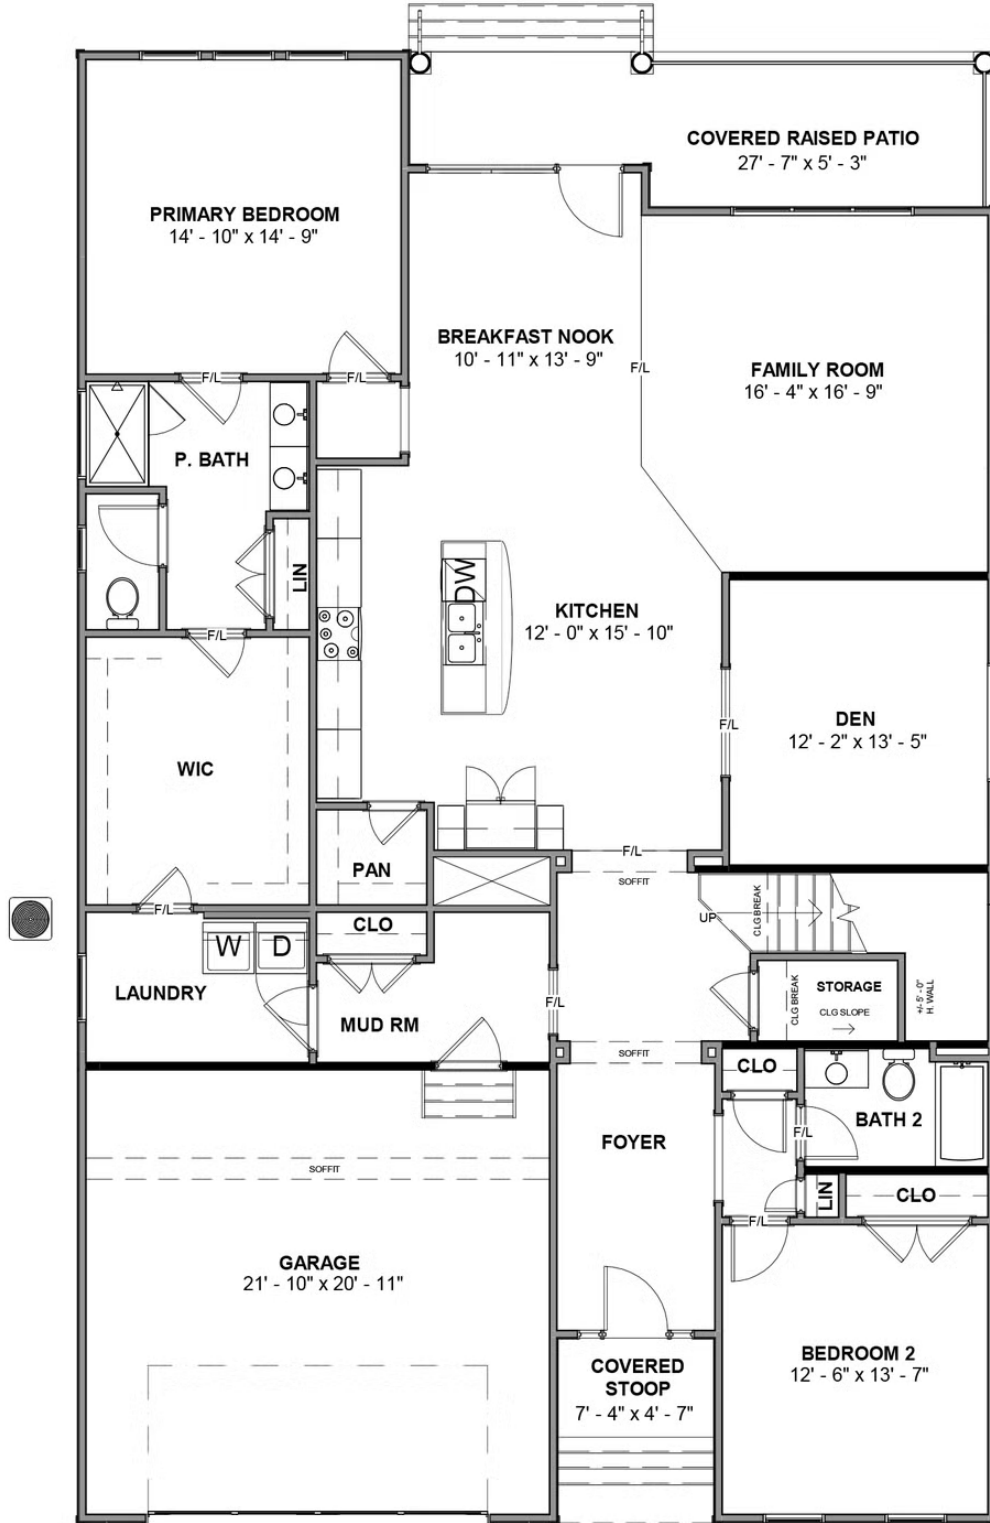 COVERED RAISED PATIO
27' - 7" x 5' - 3"
PRIMARY BEDROOM
14' - 10" x 14' - 9"
BREAKFAST NOOK
10' - 11" x 13' - 9"
F/L
FAMILY ROOM
16' - 4" x 16' - 9"
F/L
F/L
P. BATH
LIN
DW
KITCHEN
12' - 0" x 15' - 10"
F/L
F/L
DEN
12' - 2" x 13' - 5"
WIC
PAN
F/L
SOFFIT
F/L
UP
CLG BREAK
CLO
W
D
LAUNDRY
MUD RM
F/L
CLG BREAK
STORAGE
CLG SLOPE
+/- 5' - 0"
H. WALL
SOFFIT
CLO
BATH 2
F/L
FOYER
SOFFIT
LIN
CLO
F/L
GARAGE
21' - 10" x 20' - 11"
BEDROOM 2
12' - 6" x 13' - 7"
COVERED
STOOP
7' - 4" x 4' - 7"